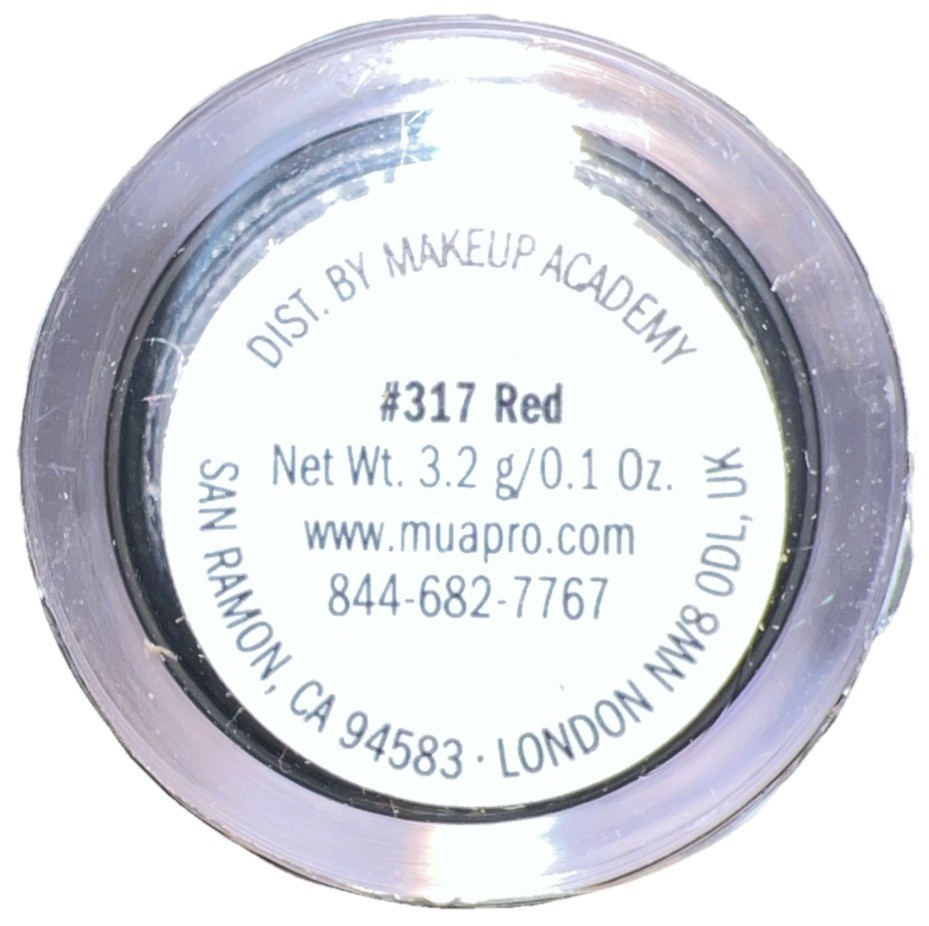 DIST. BY MAKEUP ACADEMY
#317 Red
Net Wt. 3.2 g/0.1 Oz.
www.muapro.com
844-682-7767
SAN RAMON, CA 94583 · LONDON NW8 0DL, UK